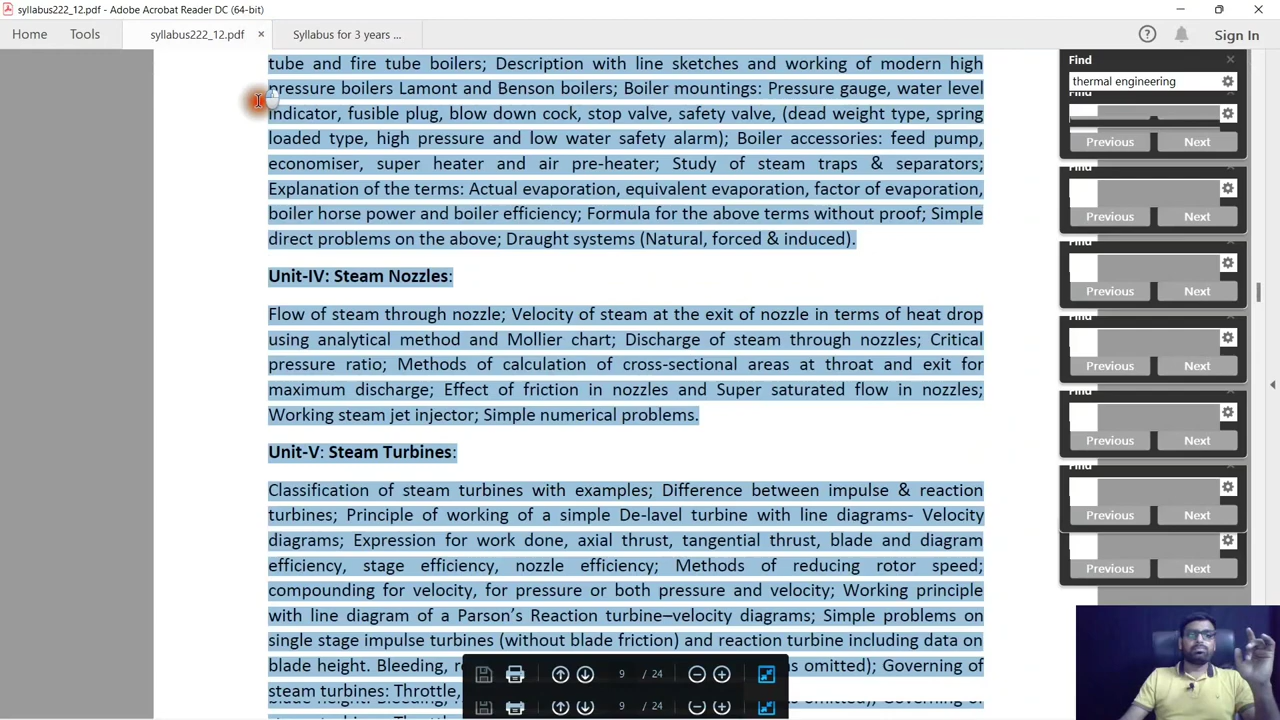 syllabus222_12.pdf - Adobe Acrobat Reader DC (64-bit)
Home Tools syllabus222_12.pdf × Syllabus for 3 years ... Sign In
tube and fire tube boilers; Description with line sketches and working of modern high
pressure boilers Lamont and Benson boilers; Boiler mountings: Pressure gauge, water level
indicator, fusible plug, blow down cock, stop valve, safety valve, (dead weight type, spring
loaded type, high pressure and low water safety alarm); Boiler accessories: feed pump,
economiser, super heater and air pre-heater; Study of steam traps & separators;
Explanation of the terms: Actual evaporation, equivalent evaporation, factor of evaporation,
boiler horse power and boiler efficiency; Formula for the above terms without proof; Simple
direct problems on the above; Draught systems (Natural, forced & induced).
Unit-IV: Steam Nozzles:
Flow of steam through nozzle; Velocity of steam at the exit of nozzle in terms of heat drop
using analytical method and Mollier chart; Discharge of steam through nozzles; Critical
pressure ratio; Methods of calculation of cross-sectional areas at throat and exit for
maximum discharge; Effect of friction in nozzles and Super saturated flow in nozzles;
Working steam jet injector; Simple numerical problems.
Unit-V: Steam Turbines:
Classification of steam turbines with examples; Difference between impulse & reaction
turbines; Principle of working of a simple De-lavel turbine with line diagrams- Velocity
diagrams; Expression for work done, axial thrust, tangential thrust, blade and diagram
efficiency, stage efficiency, nozzle efficiency; Methods of reducing rotor speed;
compounding for velocity, for pressure or both pressure and velocity; Working principle
with line diagram of a Parson's Reaction turbine–velocity diagrams; Simple problems on
single stage impulse turbines (without blade friction) and reaction turbine including data on
blade height. Bleeding, omitted); Governing of
steam turbines: Throttle,
9 / 24
9 / 24
Find
thermal engineering
Find
Previous Next
Find
Previous Next
Find
Previous Next
Find
Previous Next
Find
Previous Next
Find
Previous Next
Previous Next